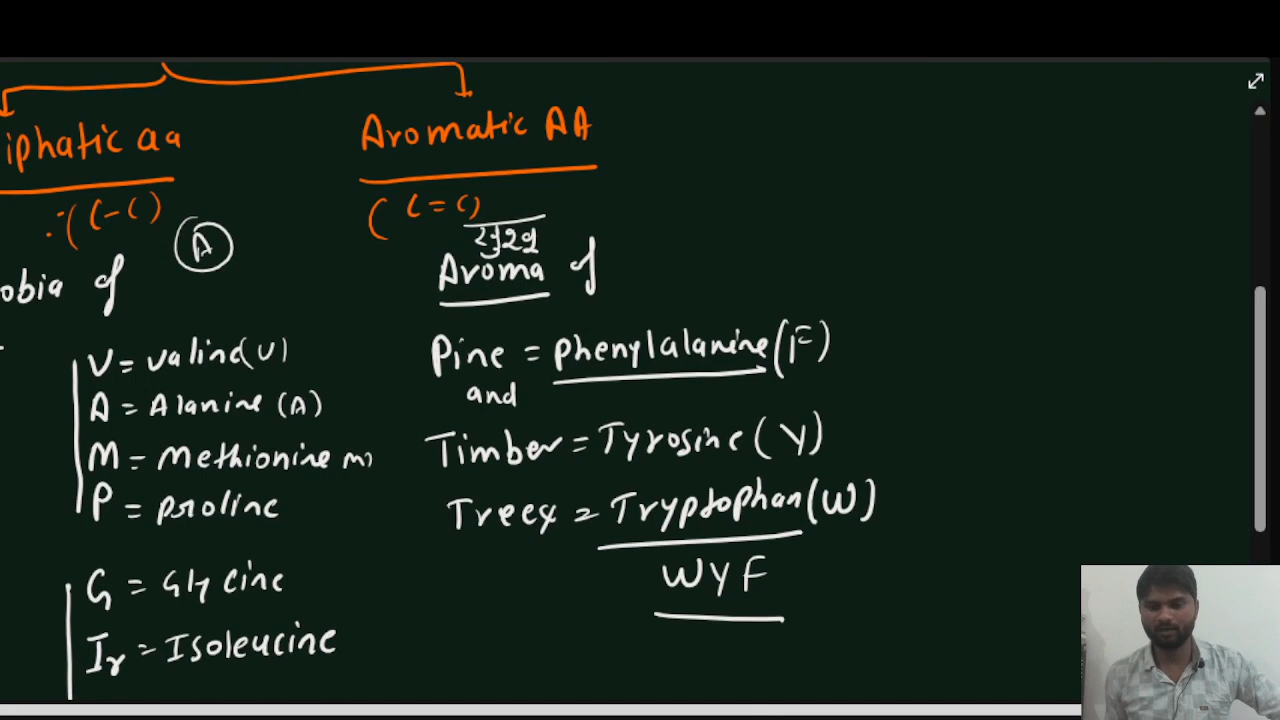 iphatic aa
Aromatic AA
(C-C)
(C=C)
A
obia of
Aroma of
V = valine(V)
A = Alanine (A)
M = Methionine m)
P = proline
G = Glycine
Ir = Isoleucine
Pine = phenylalanine (F)
and
Timber = Tyrosine (Y)
= Tryptophan (W)
WYF